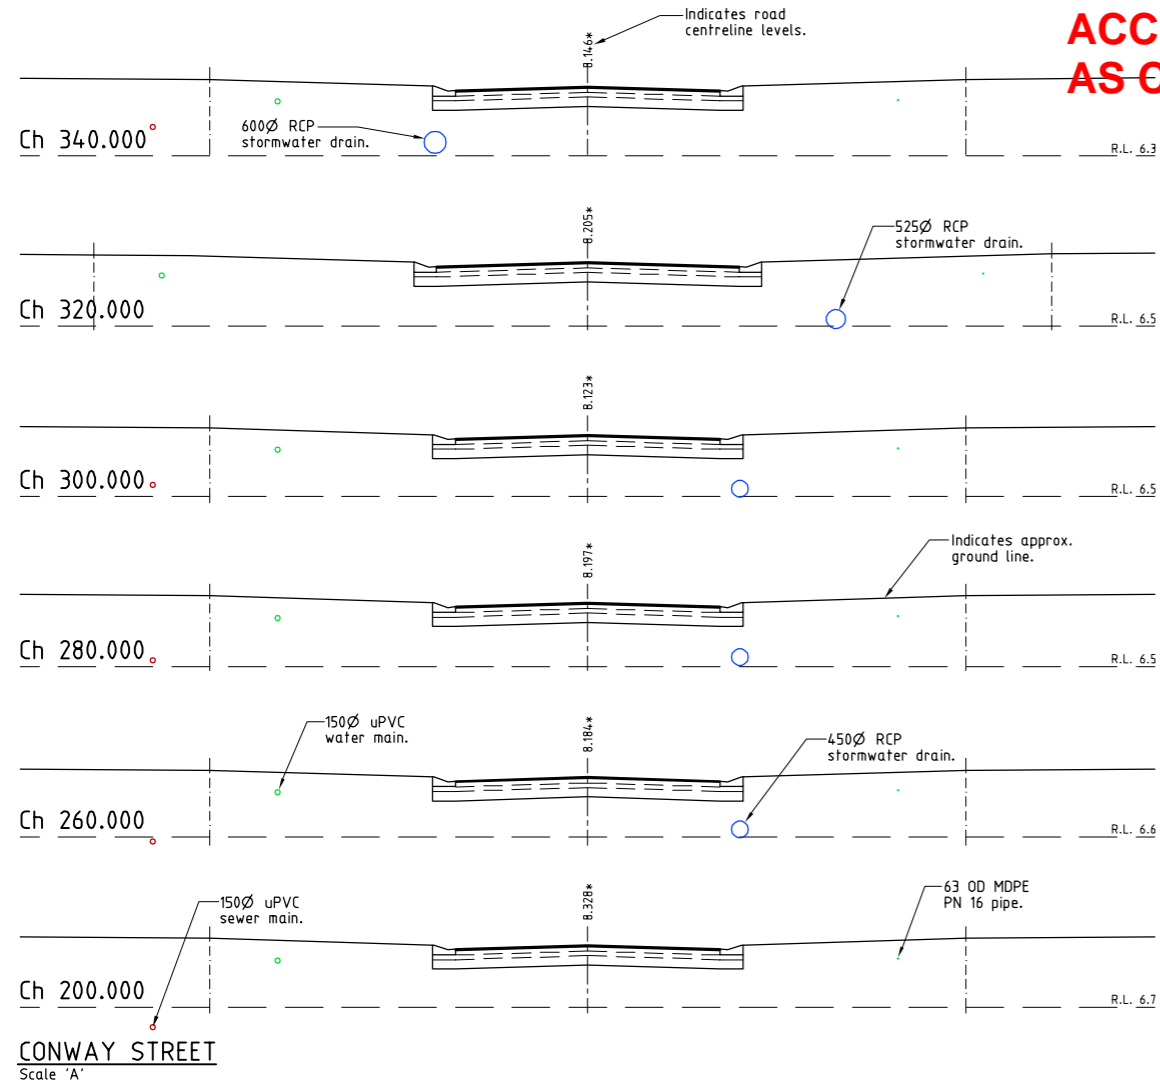 Indicates road
centreline levels.
ACC
AS C
8.146*
600Ø RCP
stormwater drain.
Ch 340.000
R.L. 6.3
8.205*
525Ø RCP
stormwater drain.
Ch 320.000
R.L. 6.5
8.123*
Ch 300.000
R.L. 6.5
8.197*
Indicates approx.
ground line.
Ch 280.000
R.L. 6.5
150Ø uPVC
water main.
8.184*
450Ø RCP
stormwater drain.
Ch 260.000
R.L. 6.6
150Ø uPVC
sewer main.
8.328*
63 OD MDPE
PN 16 pipe.
Ch 200.000
R.L. 6.7
CONWAY STREET
Scale 'A'